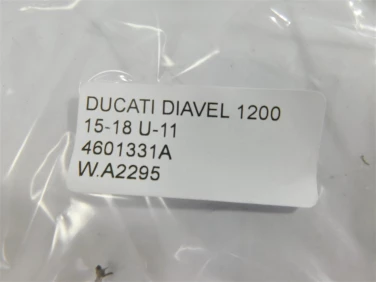 DUCATI DIAVEL 1200
15-18 U-11
4601331A
W.A2295